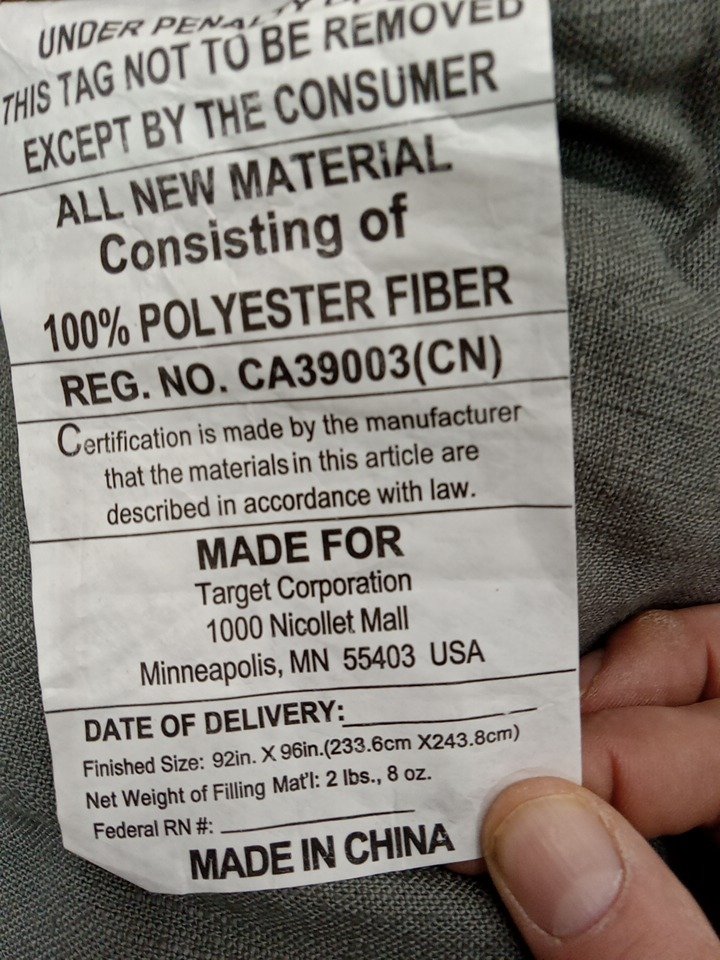 UNDER PENALTY
THIS TAG NOT TO BE REMOVED
EXCEPT BY THE CONSUMER
ALL NEW MATERIAL
Consisting of
100% POLYESTER FIBER
REG. NO. CA39003(CN)
Certification is made by the manufacturer
that the materials in this article are
described in accordance with law.
MADE FOR
Target Corporation
1000 Nicollet Mall
Minneapolis, MN 55403 USA
DATE OF DELIVERY:
Finished Size: 92in. X 96in.(233.6cm X243.8cm)
Net Weight of Filling Mat'l: 2 lbs., 8 oz.
Federal RN #:
MADE IN CHINA